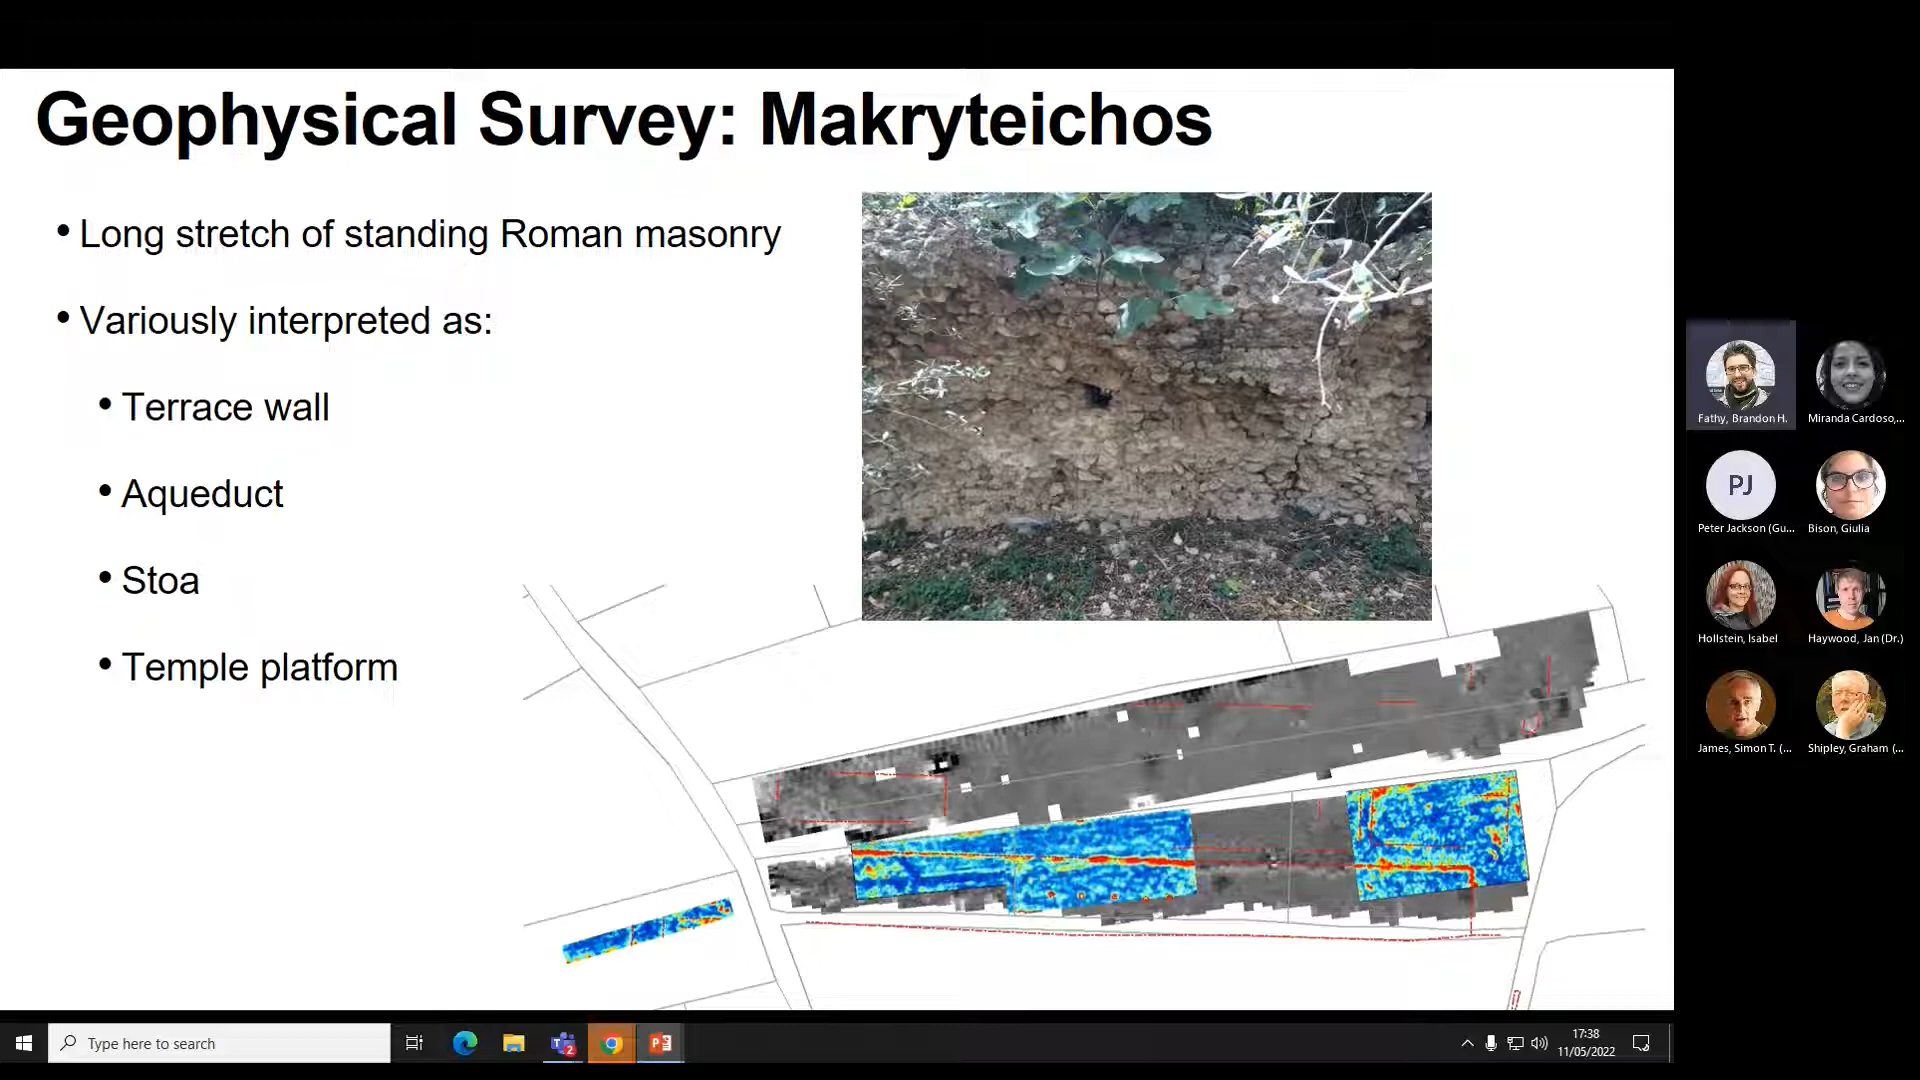 Geophysical Survey: Makryteichos
• Long stretch of standing Roman masonry
• Variously interpreted as:
• Terrace wall
• Aqueduct
• Stoa
• Temple platform
Fathy, Brandon H.
Miranda Cardoso,...
PJ
Peter Jackson (Gu...
Bison, Giulia
Hollstein, Isabel
Haywood, Jan (Dr.)
James, Simon T. (...
Shipley, Graham (...
Type here to search
17:38
11/05/2022